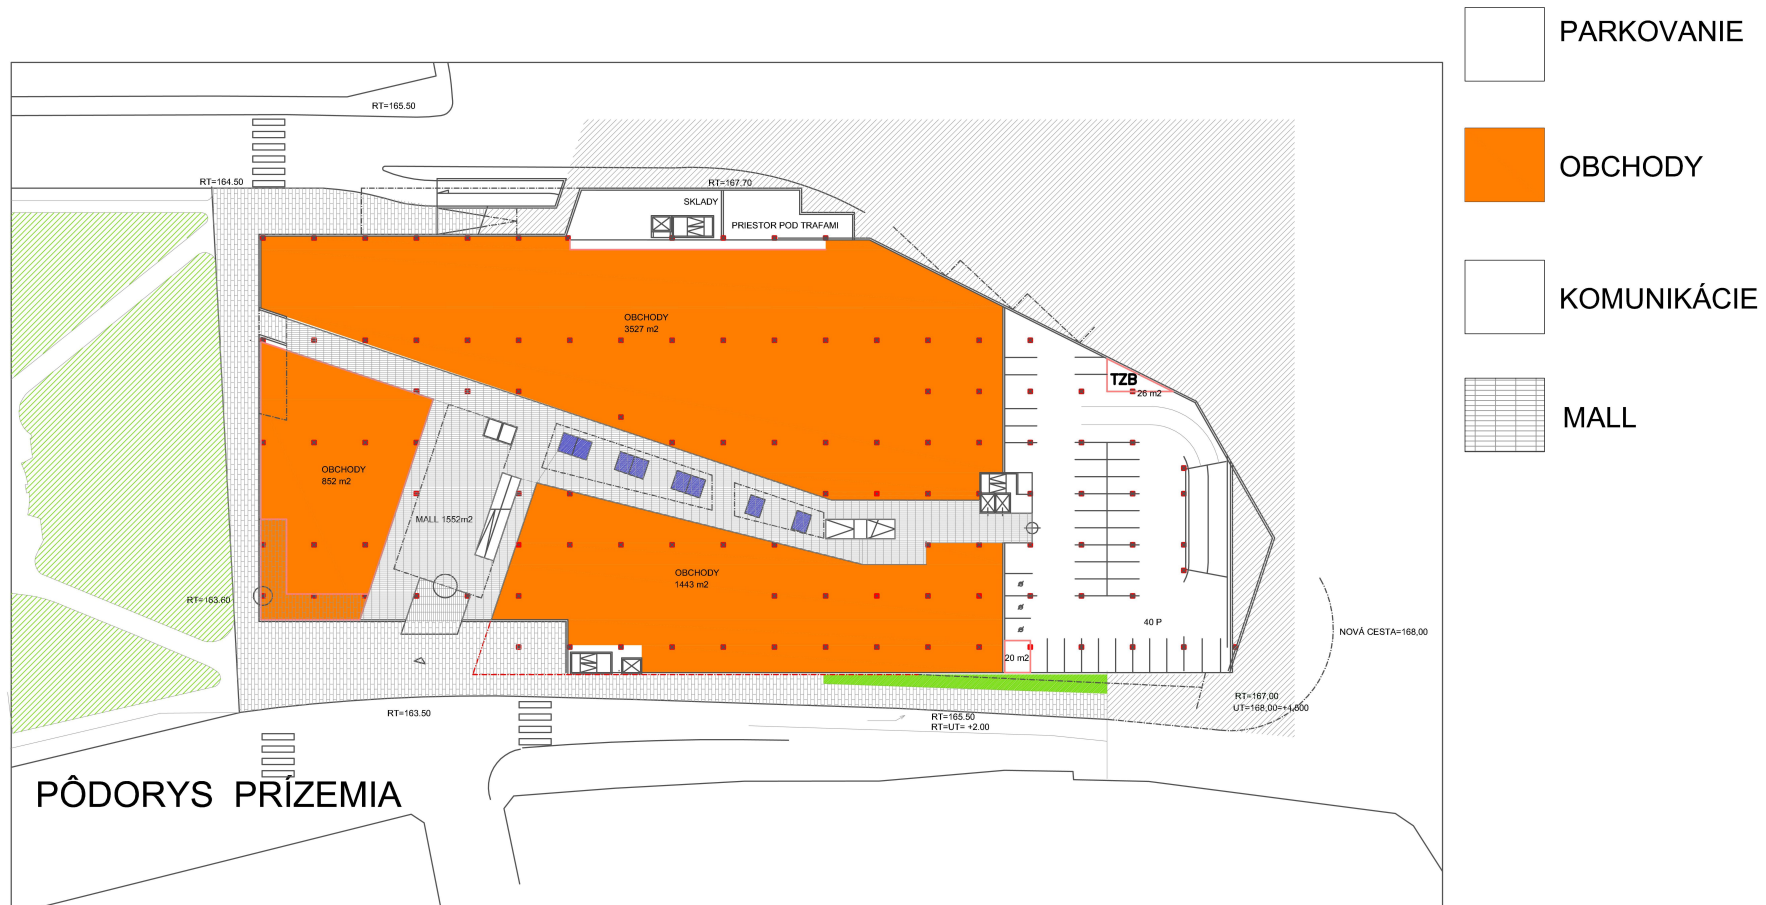 PARKOVANIE
OBCHODY
KOMUNIKÁCIE
MALL
RT=165.50
RT=164.50
RT=167.70
SKLADY
PRIESTOR POD TRAFAMI
OBCHODY
3527 m2
TZB
26 m2
OBCHODY
852 m2
MALL 1552m2
OBCHODY
1443 m2
RT=163.60
40 P
NOVÁ CESTA=168,00
20 m2
RT=163.50
RT=167,00
UT=168,00=+4,500
RT=165.50
RT=UT= +2.00
PÔDORYS PRÍZEMIA